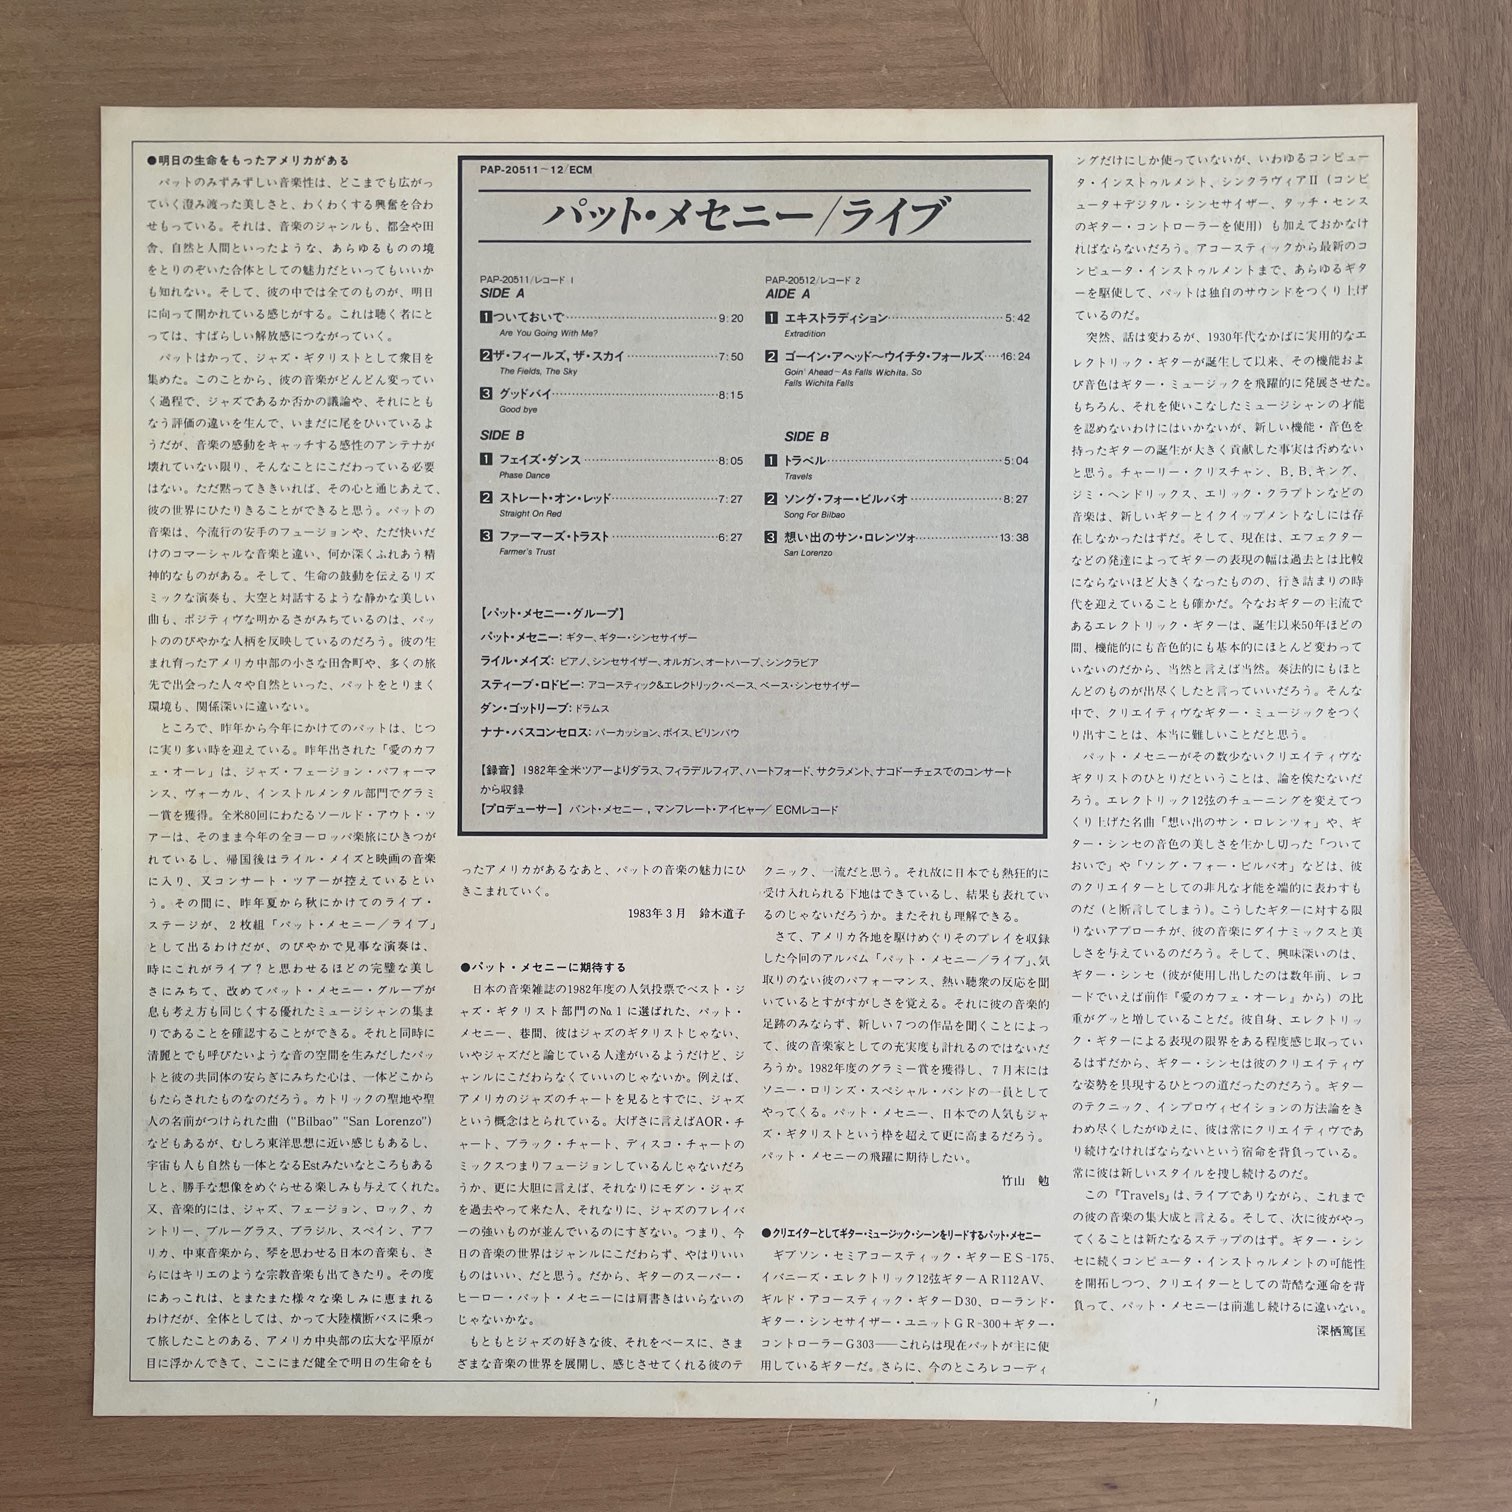 ●明日の生命をもったアメリカがある
パットのみずみずしい音楽性は、どこまでも広がっ
ていく澄み渡った美しさと、わくわくする興奮を合わ
せもっている。それは、音楽のジャンルも、都会や田
舎、自然と人間といったような、あらゆるものの境
をとりのぞいた合体としての魅力だといってもいいか
も知れない。そして、彼の中では全てのものが、明日
に向って開かれている感じがする。これは聴く者にと
っては、すばらしい解放感につながっていく。
パットはかって、ジャズ・ギタリストとして衆目を
集めた。このことから、彼の音楽がどんどん変ってい
く過程で、ジャズであるか否かの議論や、それにとも
なう評価の違いを生んで、いまだに尾をひいているよ
うだが、音楽の感動をキャッチする感性のアンテナが
壊れていない限り、そんなことにこだわっている必要
はない。ただ黙ってききいれば、その心と通じあえて、
彼の世界にひたりきることができると思う。パットの
音楽は、今流行の安手のフュージョンや、ただ快いだ
けのコマーシャルな音楽と違い、何か深くふれあう精
神的なものがある。そして、生命の鼓動を伝えるリズ
ミックな演奏も、大空と対話するような静かな美しい
曲も、ポジティヴな明かるさがみちているのは、パッ
トののびやかな人柄を反映しているのだろう。彼の生
まれ育ったアメリカ中部の小さな田舎町や、多くの旅
先で出会った人々や自然といった、パットをとりまく
環境も、関係深いに違いない。
ところで、昨年から今年にかけてのパットは、じつ
に実り多い時を迎えている。昨年出された「愛のカフ
ェ・オーレ」は、ジャズ・フュージョン・パフォーマ
ンス、ヴォーカル、インストルメンタル部門でグラミ
ー賞を獲得。全米80回にわたるソールド・アウト・ツ
アーは、そのまま今年の全ヨーロッパ楽旅にひきつが
れているし、帰国後はライル・メイズと映画の音楽
に入り、又コンサート・ツアーが控えているとい
う。その間に、昨年夏から秋にかけてのライブ・
ステージが、2枚組「パット・メセニー／ライブ」
として出るわけだが、のびやかで見事な演奏は、
時にこれがライブ？と思わせるほどの完璧な美し
さにみちて、改めてパット・メセニー・グループが
息も考え方も同じくする優れたミュージシャンの集ま
りであることを確認することができる。それと同時に
清麗とでも呼びたいような音の空間を生みだしたパッ
トと彼の共同体の安らぎにみちた心は、一体どこから
もたらされたものなのだろう。カトリックの聖地や聖
人の名前がつけられた曲（"Bilbao" "San Lorenzo"）
などもあるが、むしろ東洋思想に近い感じもあるし、
宇宙も人も自然も一体となるEstみたいなところもある
しと、勝手な想像をめぐらせる楽しみも与えてくれた。
又、音楽的には、ジャズ、フュージョン、ロック、カ
ントリー、ブルーグラス、ブラジル、スペイン、アフ
リカ、中東音楽から、琴を思わせる日本の音楽も、さ
らにはキリエのような宗教音楽も出てきたり。その度
にあっこれは、とまたまた様々な楽しみに恵まれる
わけだが、全体としては、かって大陸横断バスに乗っ
て旅したことのある、アメリカ中央部の広大な平原が
目に浮かんできて、ここにまだ健全で明日の生命をも
PAP-20511〜12/ECM
パット・メセニー/ライブ
PAP-20511/レコード 1
SIDE A
1 ついておいで 9:20
Are You Going With Me?
2 ザ・フィールズ, ザ・スカイ 7:50
The Fields, The Sky
3 グッドバイ 8:15
Good bye
SIDE B
1 フェイズ・ダンス 8:05
Phase Dance
2 ストレート・オン・レッド 7:27
Straight On Red
3 ファーマーズ・トラスト 6:27
Farmer's Trust
PAP-20512/レコード 2
AIDE A
1 エキストラディション 5:42
Extradition
2 ゴーイン・アヘッド〜ウイチタ・フォールズ 16:24
Goin' Ahead〜As Falls Wichita, So
Falls Wichita Falls
SIDE B
1 トラベル 5:04
Travels
2 ソング・フォー・ビルバオ 8:27
Song For Bilbao
3 想い出のサン・ロレンツォ 13:38
San Lorenzo
【パット・メセニー・グループ】
パット・メセニー：ギター、ギター・シンセサイザー
ライル・メイズ：ピアノ、シンセサイザー、オルガン、オートハープ、シンクラビア
スティーブ・ロドビー：アコースティック&エレクトリック・ベース、ベース・シンセサイザー
ダン・ゴットリーブ：ドラムス
ナナ・バスコンセロス：パーカッション、ボイス、ビリンバウ
【録音】1982年全米ツアーよりダラス、フィラデルフィア、ハートフォード、サクラメント、ナコドーチェスでのコンサート
から収録
【プロデューサー】パット・メセニー, マンフレート・アイヒャー/ ECMレコード
ったアメリカがあるなあと、パットの音楽の魅力にひ
きこまれていく。
1983年3月 鈴木道子
●パット・メセニーに期待する
日本の音楽雑誌の1982年度の人気投票でベスト・ジ
ャズ・ギタリスト部門のNo.1に選ばれた、パット・
メセニー、巷間、彼はジャズのギタリストじゃない、
いやジャズだと論じている人達がいるようだけど、ジ
ャンルにこだわらなくていいのじゃないか。例えば、
アメリカのジャズのチャートを見るとすでに、ジャズ
という概念はとられている。大げさに言えばAOR・チ
ャート、ブラック・チャート、ディスコ・チャートの
ミックスつまりフュージョンしているんじゃないだろ
うか、更に大胆に言えば、それなりにモダン・ジャズ
を過去やって来た人、それなりに、ジャズのフレイバ
ーの強いものが並んでいるのにすぎない。つまり、今
日の音楽の世界はジャンルにこだわらず、やはりいい
ものはいい、だと思う。だから、ギターのスーパー・
ヒーロー・パット・メセニーには肩書きはいらないの
じゃないかな。
もともとジャズの好きな彼、それをベースに、さま
ざまな音楽の世界を展開し、感じさせてくれる彼のテ
クニック、一流だと思う。それ故に日本でも熱狂的に
受け入れられる下地はできているし、結果も表れてい
るのじゃないだろうか。またそれも理解できる。
さて、アメリカ各地を駆けめぐりそのプレイを収録
した今回のアルバム「パット・メセニー／ライブ」、気
取りのない彼のパフォーマンス、熱い聴衆の反応を聞
いているとすがすがしさを覚える。それに彼の音楽的
足跡のみならず、新しい7つの作品を聞くことによっ
て、彼の音楽家としての充実度も計れるのではないだ
ろうか。1982年度のグラミー賞を獲得し、7月末には
ソニー・ロリンズ・スペシャル・バンドの一員として
やってくる。パット・メセニー、日本での人気もジャ
ズ・ギタリストという枠を超えて更に高まるだろう。
パット・メセニーの飛躍に期待したい。
竹山 勉
●クリエイターとしてギター・ミュージック・シーンをリードするパット・メセニー
ギブソン・セミアコースティック・ギターES-175、
イバニーズ・エレクトリック12弦ギターAR112AV、
ギルド・アコースティック・ギターD30、ローランド・
ギター・シンセサイザー・ユニットGR-300+ギター・
コントローラーG303——これらは現在パットが主に使
用しているギターだ。さらに、今のところレコーディ
ングだけにしか使っていないが、いわゆるコンピュー
タ・インストゥルメント、シンクラヴィアII（コンピ
ュータ+デジタル・シンセサイザー、タッチ・センス
のギター・コントローラーを使用）も加えておかなけ
ればならないだろう。アコースティックから最新のコ
ンピュータ・インストゥルメントまで、あらゆるギタ
ーを駆使して、パットは独自のサウンドをつくり上げ
ているのだ。
突然、話は変わるが、1930年代なかばに実用的なエ
レクトリック・ギターが誕生して以来、その機能およ
び音色はギター・ミュージックを飛躍的に発展させた。
もちろん、それを使いこなしたミュージシャンの才能
を認めないわけにはいかないが、新しい機能・音色を
持ったギターの誕生が大きく貢献した事実は否めない
と思う。チャーリー・クリスチャン、B.B.キング、
ジミ・ヘンドリックス、エリック・クラプトンなどの
音楽は、新しいギターとイクイップメントなしには存
在しなかったはずだ。そして、現在は、エフェクター
などの発達によってギターの表現の幅は過去とは比較
にならないほど大きくなったものの、行き詰まりの時
代を迎えていることも確かだ。今なおギターの主流で
あるエレクトリック・ギターは、誕生以来50年ほどの
間、機能的にも音色的にも基本的にほとんど変わって
いないのだから、当然と言えば当然。奏法的にもほと
んどのものが出尽くしたと言っていいだろう。そんな
中で、クリエイティヴなギター・ミュージックをつく
り出すことは、本当に難しいことだと思う。
パット・メセニーがその数少ないクリエイティヴな
ギタリストのひとりだということは、論を俟たないだ
ろう。エレクトリック12弦のチューニングを変えてつ
くり上げた名曲「想い出のサン・ロレンツォ」や、ギ
ター・シンセの音色の美しさを生かし切った「ついて
おいで」や「ソング・フォー・ビルバオ」などは、彼
のクリエイターとしての非凡な才能を端的に表わすも
のだ（と断言してしまう）。こうしたギターに対する限
りないアプローチが、彼の音楽にダイナミックスと美
しさを与えているのだろう。そして、興味深いのは、
ギター・シンセ（彼が使用し出したのは数年前、レコ
ードでいえば前作『愛のカフェ・オーレ』から）の比
重がグッと増していることだ。彼自身、エレクトリッ
ク・ギターによる表現の限界をある程度感じ取ってい
るはずだから、ギター・シンセは彼のクリエイティヴ
な姿勢を具現するひとつの道だったのだろう。ギター
のテクニック、インプロヴィゼイションの方法論をき
わめ尽くしたがゆえに、彼は常にクリエイティヴであ
り続けなければならないという宿命を背負っている。
常に彼は新しいスタイルを捜し続けるのだ。
この『Travels』は、ライブでありながら、これまで
の彼の音楽の集大成と言える。そして、次に彼がやっ
てくることは新たなるステップのはず。ギター・シン
セに続くコンピュータ・インストゥルメントの可能性
を開拓しつつ、クリエイターとしての苛酷な運命を背
負って、パット・メセニーは前進し続けるに違いない。
深栖篤匡